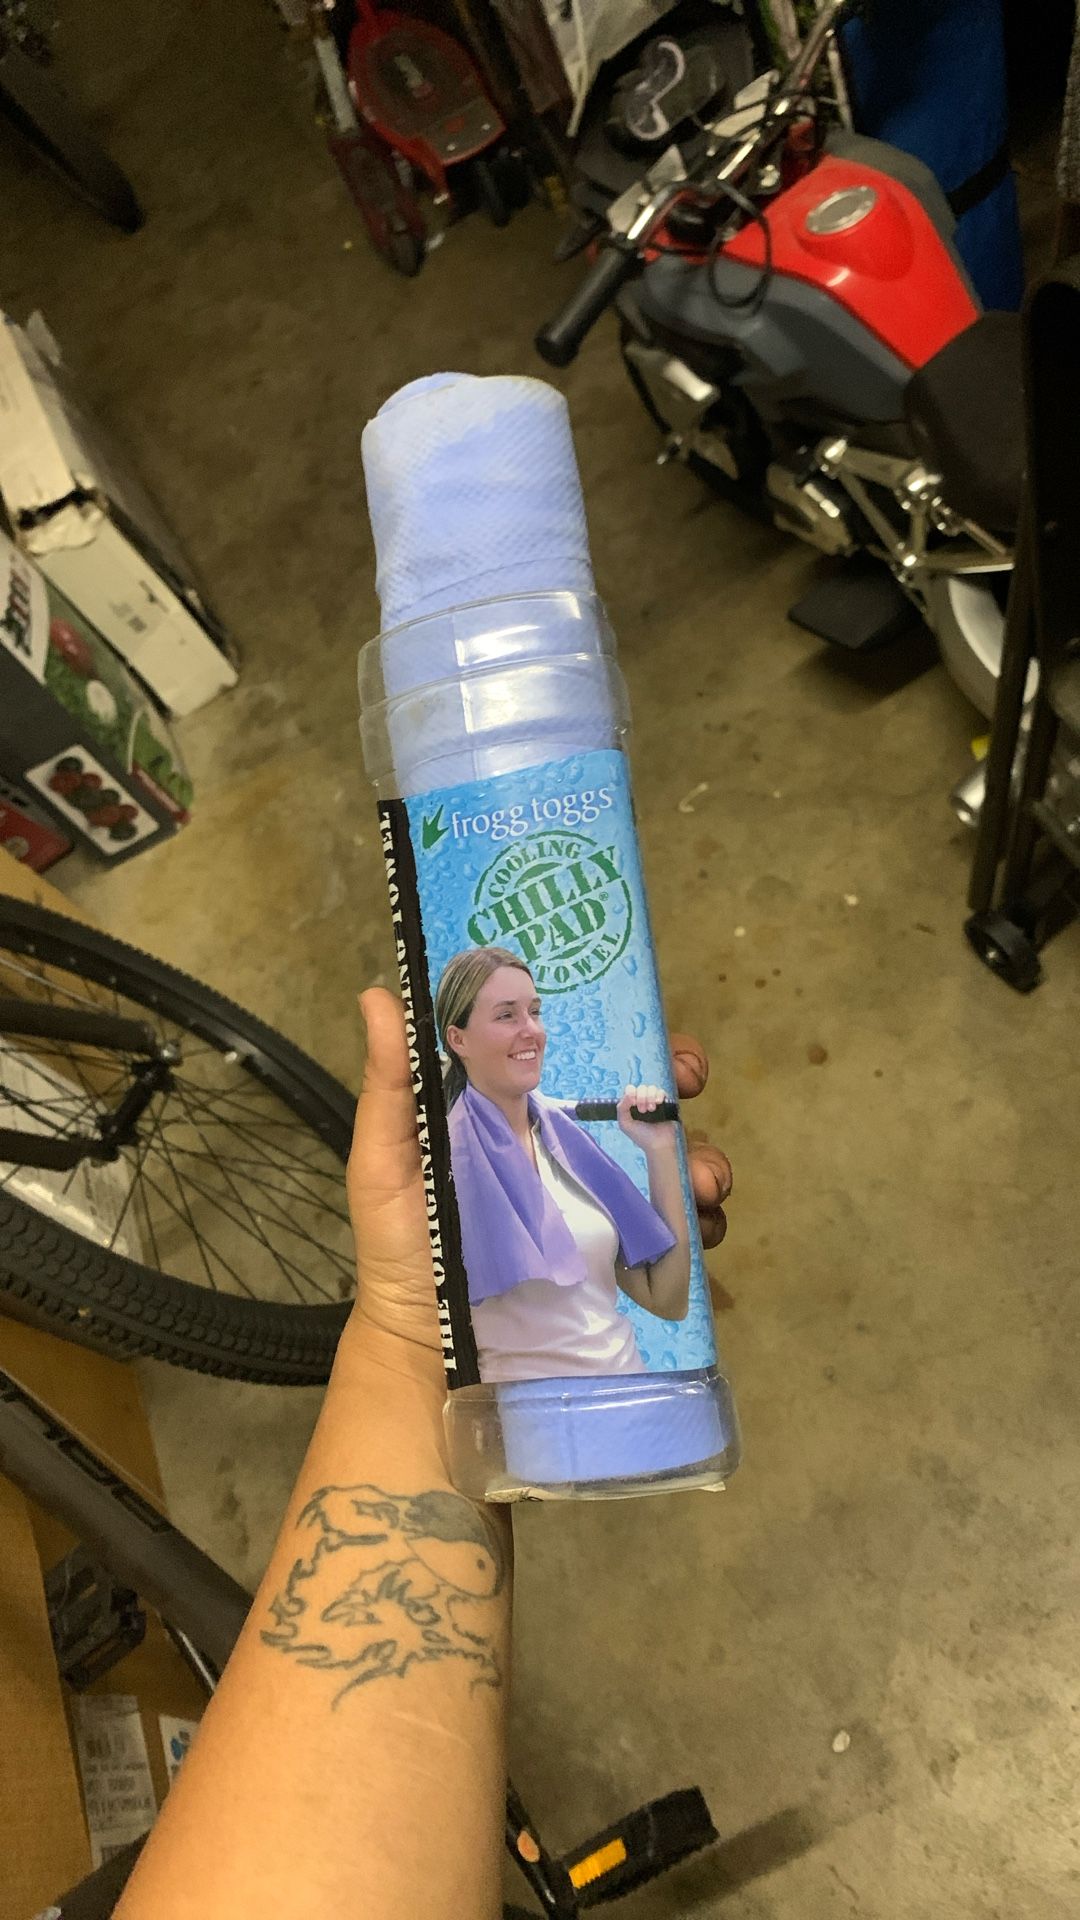 frogg toggs
COOLING
CHILLY
PAD®
TOWEL
THE ORIGINAL COOLING TOWEL